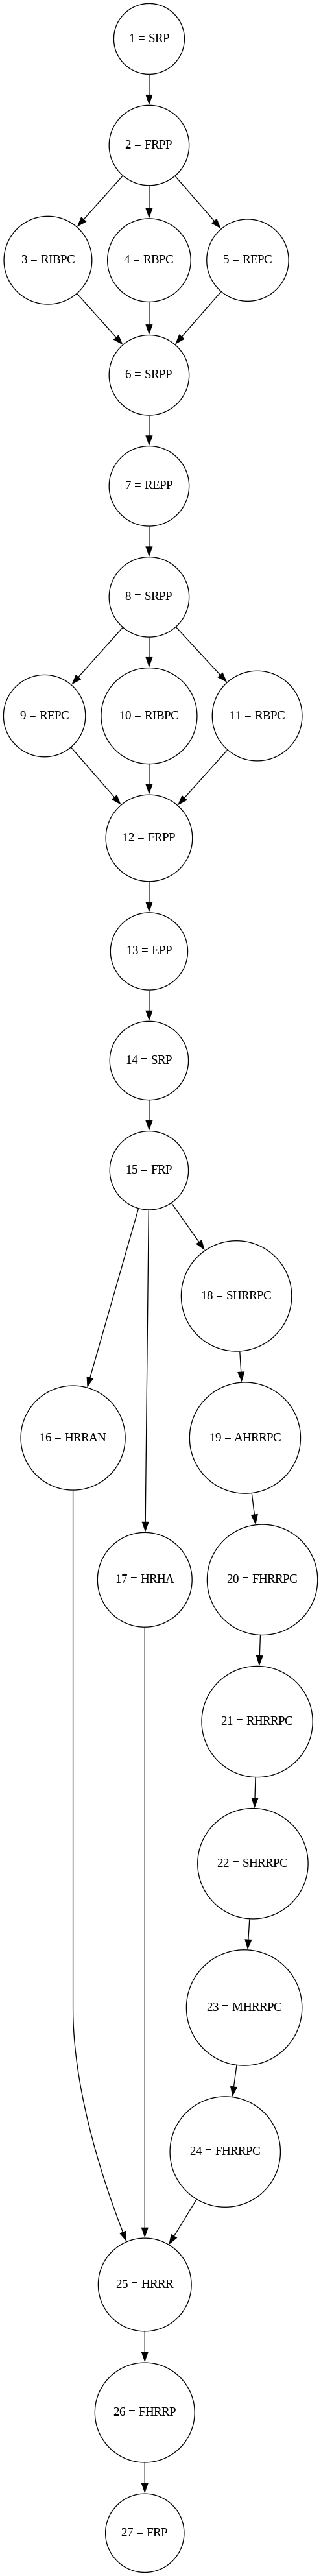 1 = SRP
2 = FRPP
3 = RIBPC
4 = RBPC
5 = REPC
6 = SRPP
7 = REPP
8 = SRPP
9 = REPC
10 = RIBPC
11 = RBPC
12 = FRPP
13 = EPP
14 = SRP
15 = FRP
18 = SHRRPC
16 = HRRAN
19 = AHRRPC
17 = HRHA
20 = FHRRPC
21 = RHRRPC
22 = SHRRPC
23 = MHRRPC
24 = FHRRPC
25 = HRRR
26 = FHRRP
27 = FRP